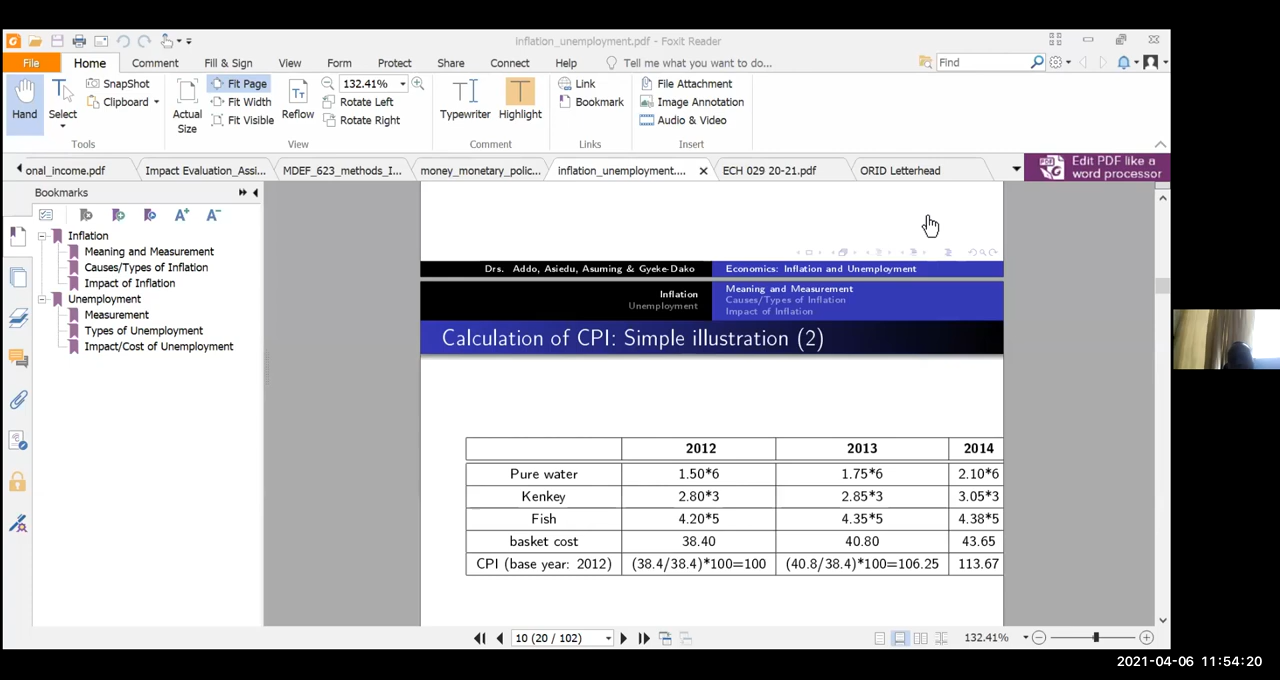 inflation_unemployment.pdf - Foxit Reader
File Home Comment Fill & Sign View Form Protect Share Connect Help Tell me what you want to do... Find
Hand Select SnapShot Clipboard Actual Size Fit Page Fit Width Fit Visible Reflow 132.41% Rotate Left Rotate Right Typewriter Highlight Link Bookmark File Attachment Image Annotation Audio & Video
Tools View Comment Links Insert
onal_income.pdf Impact Evaluation_Assi... MDEF_623_methods_I... money_monetary_polic... inflation_unemployment.... ECH 029 20-21.pdf ORID Letterhead Edit PDF like a word processor
Bookmarks
Inflation
Meaning and Measurement
Causes/Types of Inflation
Impact of Inflation
Unemployment
Measurement
Types of Unemployment
Impact/Cost of Unemployment
Drs. Addo, Asiedu, Asuming & Gyeke-Dako Economics: Inflation and Unemployment
Inflation
Unemployment
Meaning and Measurement
Causes/Types of Inflation
Impact of Inflation
Calculation of CPI: Simple illustration (2)
2012 2013 2014
Pure water 1.50*6 1.75*6 2.10*6
Kenkey 2.80*3 2.85*3 3.05*3
Fish 4.20*5 4.35*5 4.38*5
basket cost 38.40 40.80 43.65
CPI (base year: 2012) (38.4/38.4)*100=100 (40.8/38.4)*100=106.25 113.67
10 (20 / 102) 132.41%
2021-04-06 11:54:20